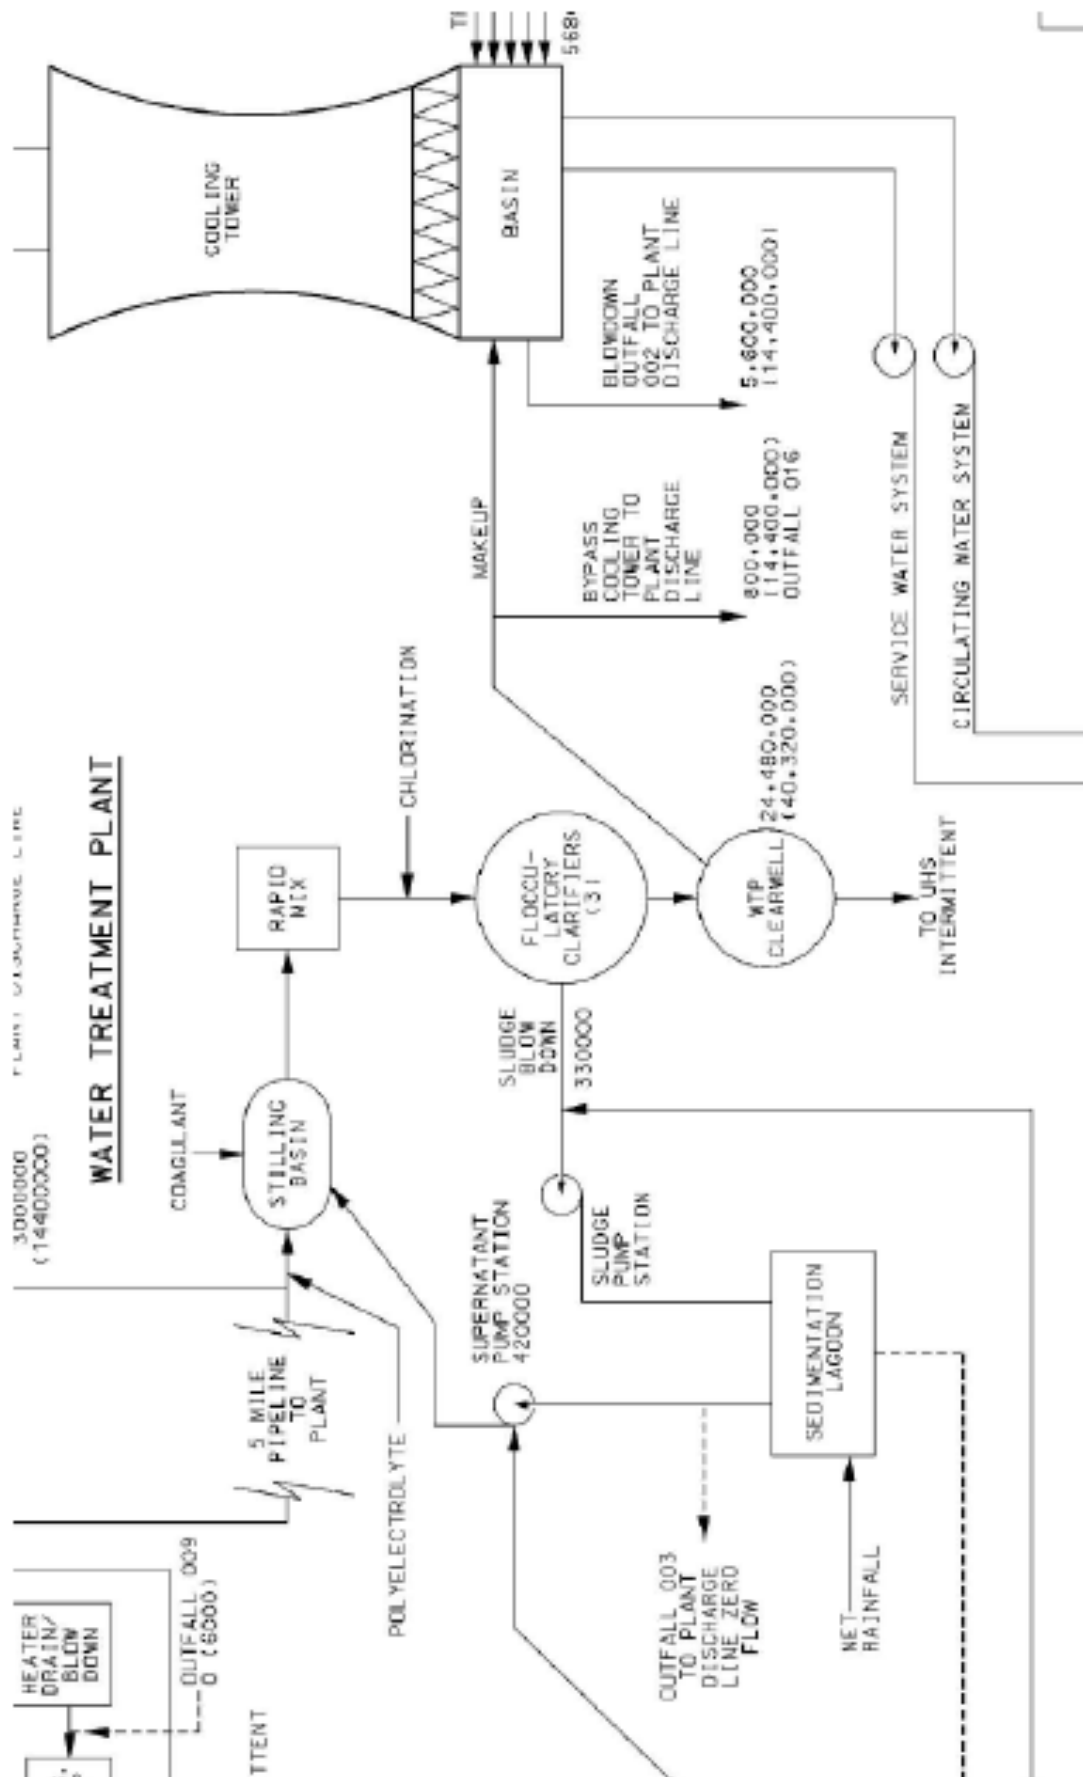 WATER TREATMENT PLANT
3000000
(14400000)
COOLING
TOWER
BASIN
MAKEUP
BLOWDOWN
OUTFALL
002 TO PLANT
DISCHARGE LINE
5,600,000
(14,400,000)
BYPASS
COOLING
TOWER TO
PLANT
DISCHARGE
LINE
800,000
(14,400,000)
OUTFALL 016
SERVICE WATER SYSTEM
CIRCULATING WATER SYSTEM
COAGULANT
STILLING
BASIN
RAPID
MIX
CHLORINATION
FLOCCU-
LATORY
CLARIFIERS
(3)
WTP
CLEARWELL
24,480,000
(40,320,000)
TO UHS
INTERMITTENT
SLUDGE
BLOW
DOWN
330000
SLUDGE
PUMP
STATION
SUPERNATANT
PUMP STATION
420000
5 MILE
PIPELINE
TO
PLANT
POLYELECTROLYTE
SEDIMENTATION
LAGOON
NET
RAINFALL
OUTFALL 003
TO PLANT
DISCHARGE
LINE ZERO
FLOW
HEATER
DRAIN/
BLOW
DOWN
OUTFALL 009
0 (6000)
TTENT